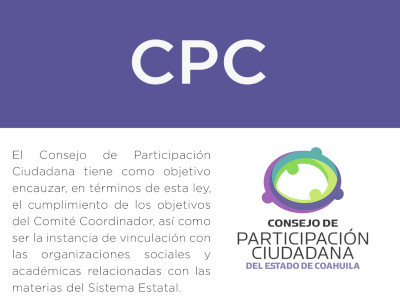 CPC
El Consejo de Participación
Ciudadana tiene como objetivo
encauzar, en términos de esta ley,
el cumplimiento de los objetivos
del Comité Coordinador, así como
ser la instancia de vinculación con
las organizaciones sociales y
académicas relacionadas con las
materias del Sistema Estatal.
CONSEJO DE
PARTICIPACIÓN
CIUDADANA
DEL ESTADO DE COAHUILA